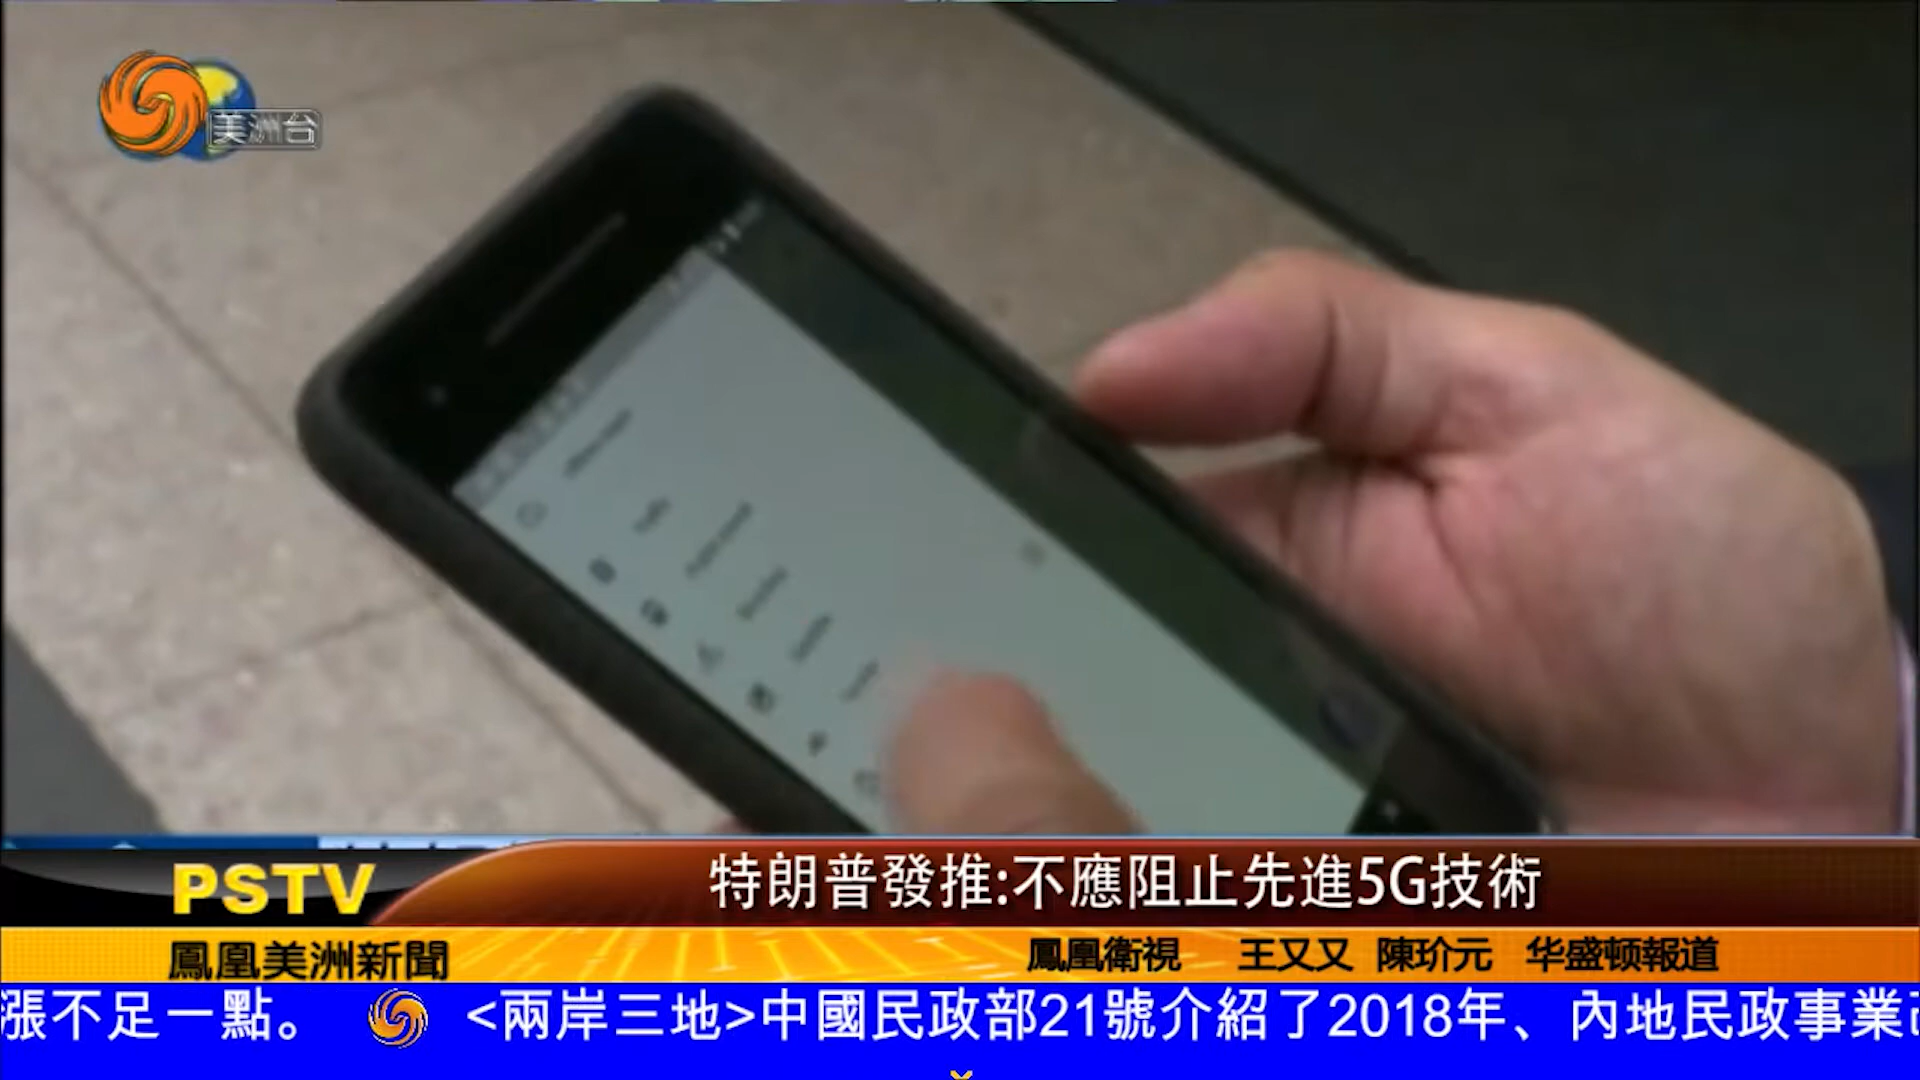 美洲台
PSTV
特朗普發推:不應阻止先進5G技術
鳳凰美洲新聞
鳳凰衛視 王又又 陳玠元 华盛顿報道
漲不足一點。 <兩岸三地>中國民政部21號介紹了2018年、內地民政事業